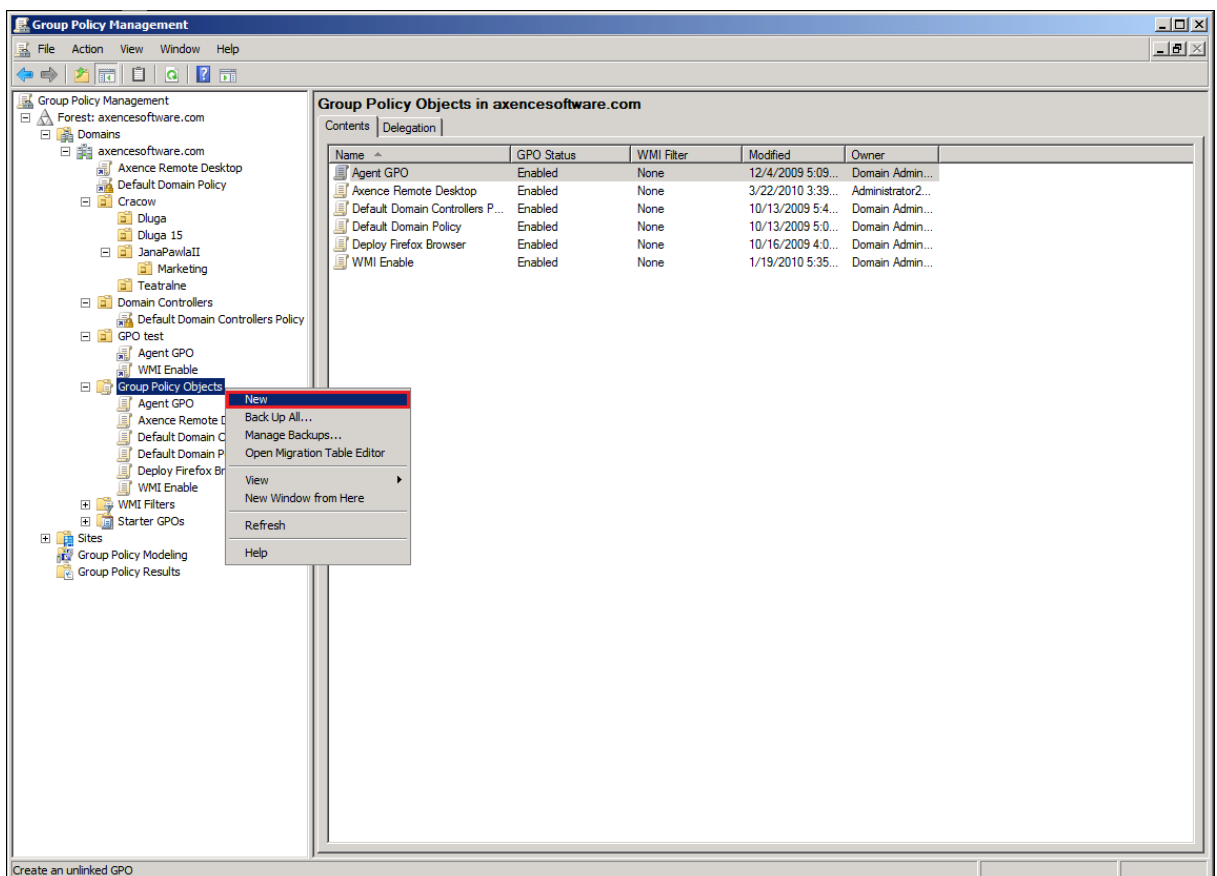 Group Policy Management
File Action View Window Help
Group Policy Management
Forest: axencesoftware.com
Domains
axencesoftware.com
Axence Remote Desktop
Default Domain Policy
Cracow
Dluga
Dluga 15
JanaPawlaII
Marketing
Teatralne
Domain Controllers
Default Domain Controllers Policy
GPO test
Agent GPO
WMI Enable
Group Policy Objects
Agent GPO
Axence Remote D
Default Domain C
Default Domain P
Deploy Firefox Br
WMI Enable
WMI Filters
Starter GPOs
Sites
Group Policy Modeling
Group Policy Results
New
Back Up All...
Manage Backups...
Open Migration Table Editor
View
New Window from Here
Refresh
Help
Group Policy Objects in axencesoftware.com
Contents Delegation
Name GPO Status WMI Filter Modified Owner
Agent GPO Enabled None 12/4/2009 5:09... Domain Admin...
Axence Remote Desktop Enabled None 3/22/2010 3:39... Administrator2...
Default Domain Controllers P... Enabled None 10/13/2009 5:4... Domain Admin...
Default Domain Policy Enabled None 10/13/2009 5:0... Domain Admin...
Deploy Firefox Browser Enabled None 10/16/2009 4:0... Domain Admin...
WMI Enable Enabled None 1/19/2010 5:35... Domain Admin...
Create an unlinked GPO